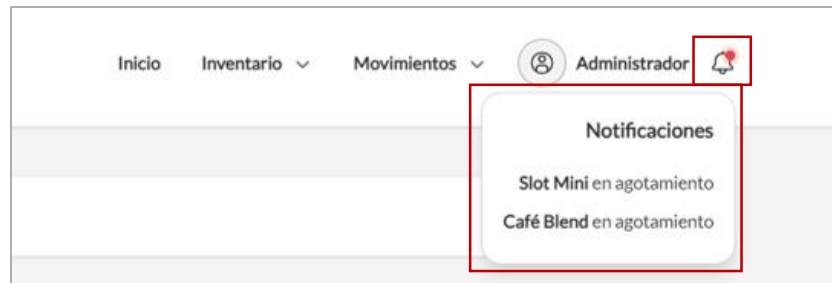 Inicio Inventario Movimientos Administrador
Notificaciones
Slot Mini en agotamiento
Café Blend en agotamiento